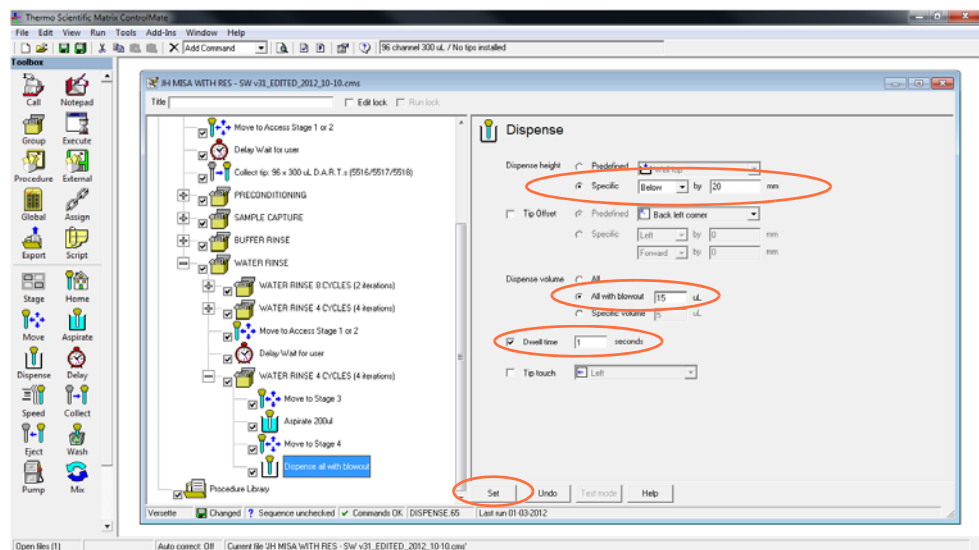 Thermo Scientific Matrix ControlMate
File Edit View Run Tools Add-Ins Window Help
Add Command 96 channel 300 uL / No tips installed
Toolbox
Call Notepad
Group Execute
Procedure External
Global Assign
Export Script
Stage Home
Move Aspirate
Dispense Delay
Speed Collect
Eject Wash
Pump Mix
JH MISA WITH RES - SW v31_EDITED_2012_10-10.cms
Title Edit lock Run lock
Move to Access Stage 1 or 2
Delay Wait for user
Collect tip: 96 x 300 uL D.A.R.T.s (5516/5517/5518)
PRECONDITIONING
SAMPLE CAPTURE
BUFFER RINSE
WATER RINSE
WATER RINSE 8 CYCLES (2 iterations)
WATER RINSE 4 CYCLES (4 iterations)
Move to Access Stage 1 or 2
Delay Wait for user
WATER RINSE 4 CYCLES (4 iterations)
Move to Stage 3
Aspirate 200ul
Move to Stage 4
Dispense all with blowout
Procedure Library
Dispense
Dispense height Predefined Well top
Specific Below by 20 mm
Tip Offset Predefined Back left corner
Specific Left by 0 mm
Forward by 0 mm
Dispense volume All
All with blowout 15 uL
Specific volume 5 uL
Dwell time 1 seconds
Tip touch Left
Set Undo Test mode Help
Versette Changed Sequence unchecked Commands OK DISPENSE.65 Last run 01-03-2012
Open files (1) Auto correct: Off Current file 'JH MISA WITH RES - SW v31_EDITED_2012_10-10.cms'